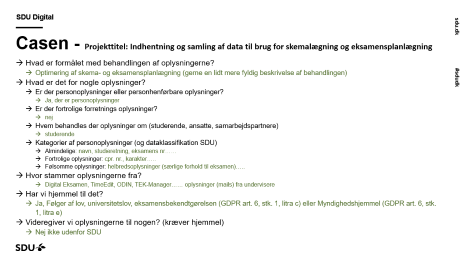 SDU Digital
sdu.dk
#sdudk
Casen - Projekttitel: Indhentning og samling af data til brug for skemalægning og eksamensplanlægning
→ Hvad er formålet med behandlingen af oplysningerne?
→ Optimering af skema- og eksamensplanlægning (gerne en lidt mere fyldig beskrivelse af behandlingen)
→ Hvad er det for nogle oplysninger?
→ Er de personoplysninger eller personhenførbare oplysninger?
→ Ja, der er personoplysninger
→ Er de fortrolige forretnings oplysninger?
→ nej
→ Hvem behandles der oplysninger om (studerende, ansatte, samarbejdspartnere)
→ studerende
→ Kategorier af personoplysninger (og dataklassifikation SDU)
→ Almindelige: navn, studieretning, eksamens nr…….
→ Fortrolige oplysninger: cpr. nr., karakter…..
→ Følsomme oplysninger: helbredsoplysninger (særlige forhold til eksamen)…..
→ Hvor stammer oplysningerne fra?
→ Digital Eksamen, TimeEdit, ODIN, TEK-Manager…… oplysninger (mails) fra undervisere
→ Har vi hjemmel til det?
→ Ja, Følger af lov, universitetslov, eksamensbekendtgørelsen (GDPR art. 6, stk. 1, litra c) eller Myndighedshjemmel (GDPR art. 6, stk.
1, litra e)
→ Videregiver vi oplysningerne til nogen? (kræver hjemmel)
→ Nej ikke udenfor SDU
SDU